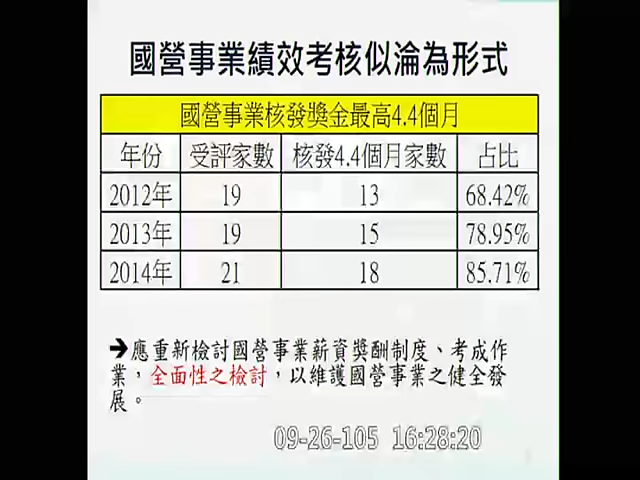 國營事業績效考核似淪為形式
國營事業核發獎金最高4.4個月
年份 受評家數 核發4.4個月家數 占比
2012年 19 13 68.42%
2013年 19 15 78.95%
2014年 21 18 85.71%
➔應重新檢討國營事業薪資獎酬制度、考成作
業，全面性之檢討，以維護國營事業之健全發
展。
09-26-105 16:28:20